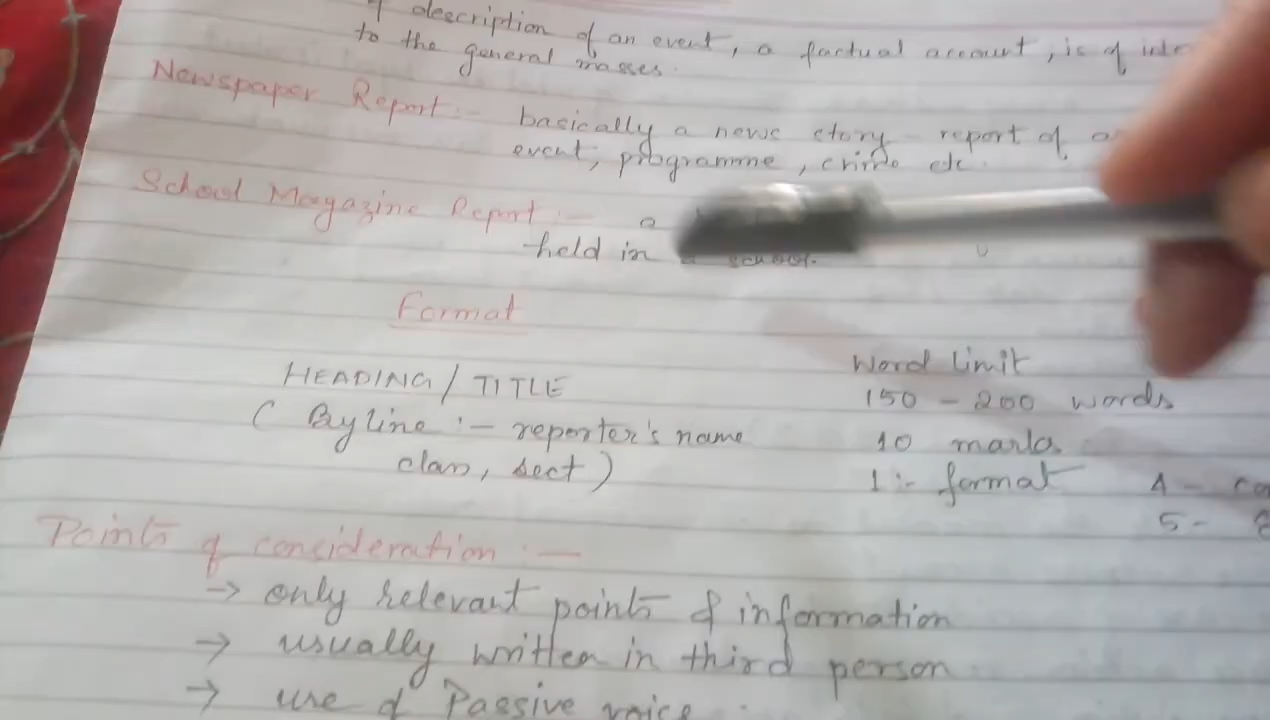 description of an event, a factual account, is of
to the general masses.
Newspaper Report :- basically a news story - report of
event, programme, crime etc.
School Magazine Report :- a
held in a school.
Format
HEADING / TITLE
( Byline :- reporter's name
class, sect )
Word limit
150 - 200 words
10 marks
1 :- format 4 -
5 -
Points of consideration :-
→ only relevant points of information
→ usually written in third person
→ use of Passive voice.